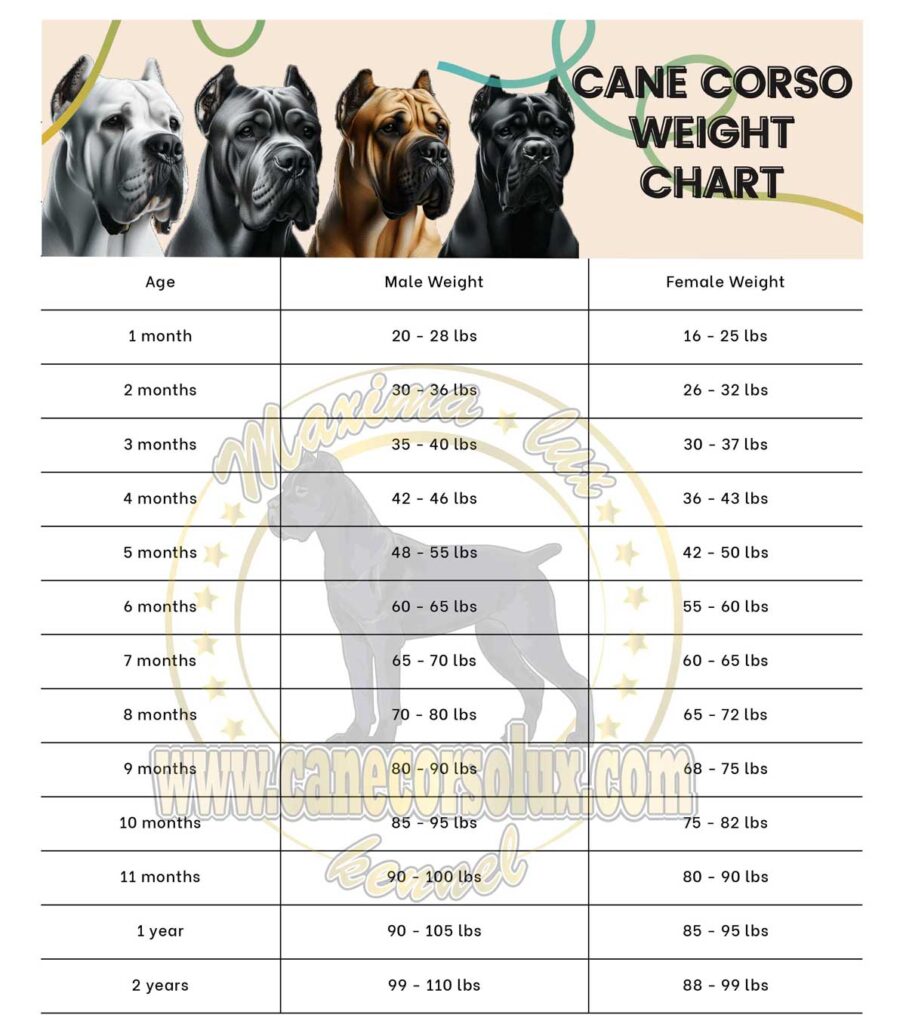 CANE CORSO
WEIGHT
CHART
Age Male Weight Female Weight
1 month 20 - 28 lbs 16 - 25 lbs
2 months 30 - 36 lbs 26 - 32 lbs
Maxima lux
3 months 35 - 40 lbs 30 - 37 lbs
4 months 42 - 46 lbs 36 - 43 lbs
5 months 48 - 55 lbs 42 - 50 lbs
6 months 60 - 65 lbs 55 - 60 lbs
7 months 65 - 70 lbs 60 - 65 lbs
8 months 70 - 80 lbs 65 - 72 lbs
9 months 80 - 90 lbs 68 - 75 lbs
www.canecorsolux.com
10 months 85 - 95 lbs 75 - 82 lbs
11 months 90 - 100 lbs 80 - 90 lbs
kennel
1 year 90 - 105 lbs 85 - 95 lbs
2 years 99 - 110 lbs 88 - 99 lbs